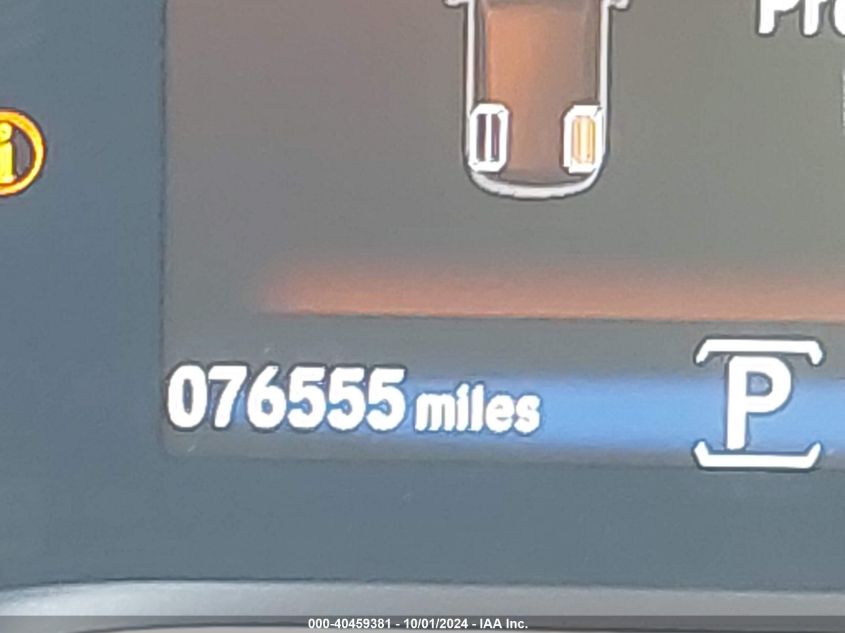 i
076555 miles
P
000-40459381 - 10/01/2024 - IAA Inc.